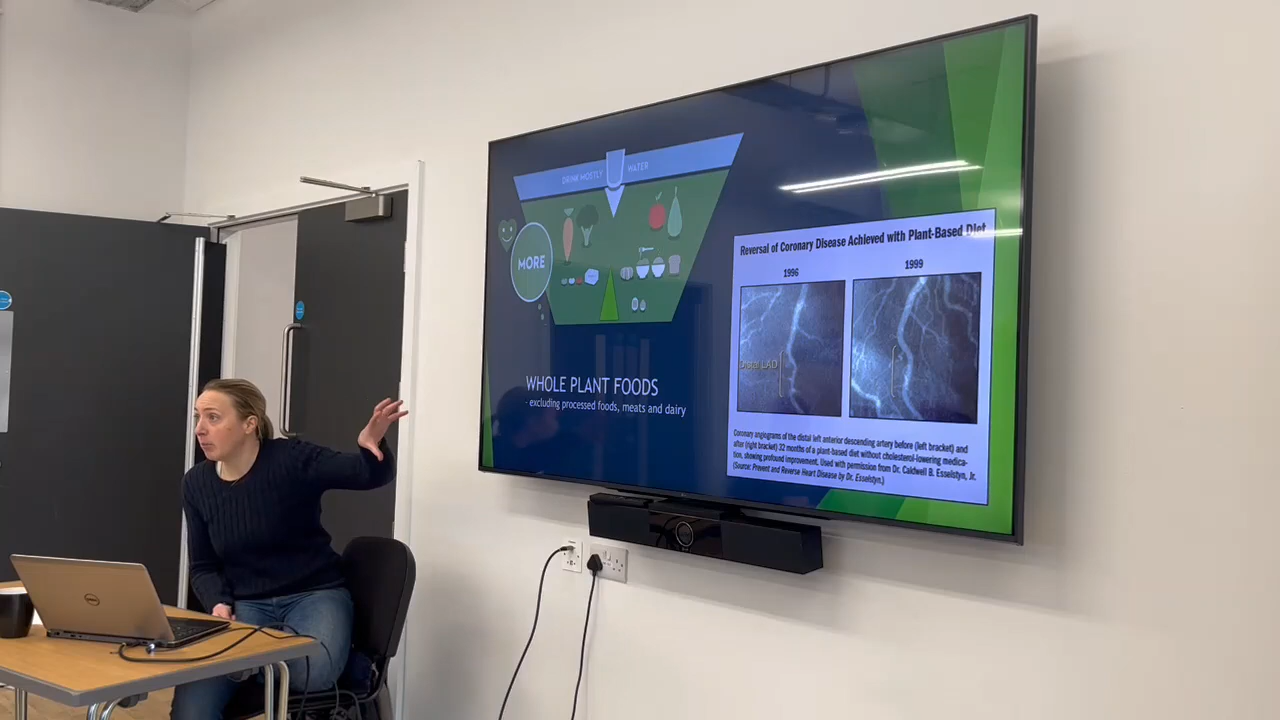 DRINK MOSTLY WATER
MORE
WHOLE PLANT FOODS
- excluding processed foods, meats and dairy
Reversal of Coronary Disease Achieved with Plant-Based Diet
1996
1999
Distal LAD
Coronary angiograms of the distal left anterior descending artery before (left bracket) and
after (right bracket) 32 months of a plant-based diet without cholesterol-lowering medica-
tion, showing profound improvement. Used with permission from Dr. Caldwell B. Esselstyn, Jr.
(Source: Prevent and Reverse Heart Disease by Dr. Esselstyn.)
DELL